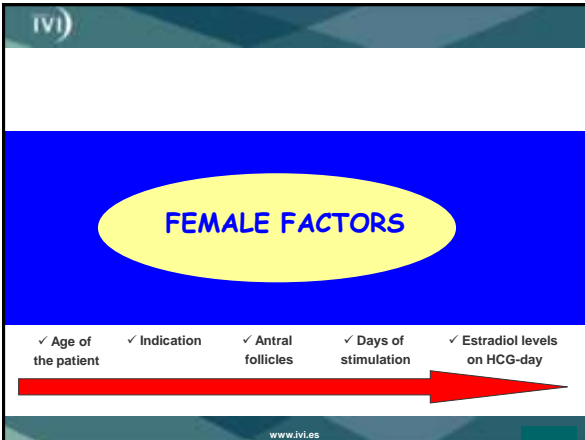 IVI
FEMALE FACTORS
✓ Age of
the patient
✓ Indication
✓ Antral
follicles
✓ Days of
stimulation
✓ Estradiol levels
on HCG-day
www.ivi.es